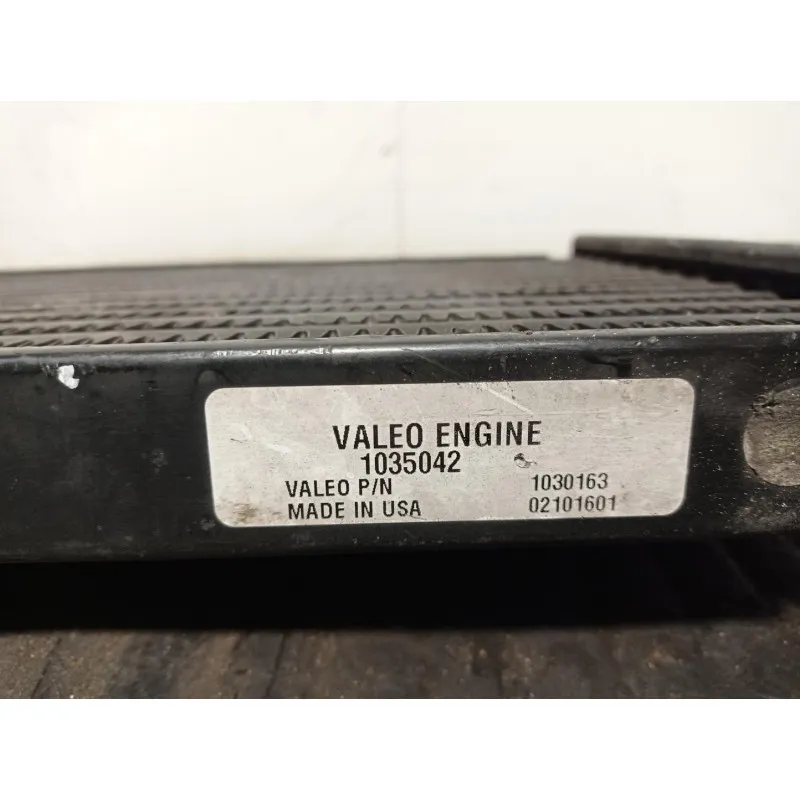 VALEO ENGINE
1035042
VALEO P/N 1030163
MADE IN USA 02101601